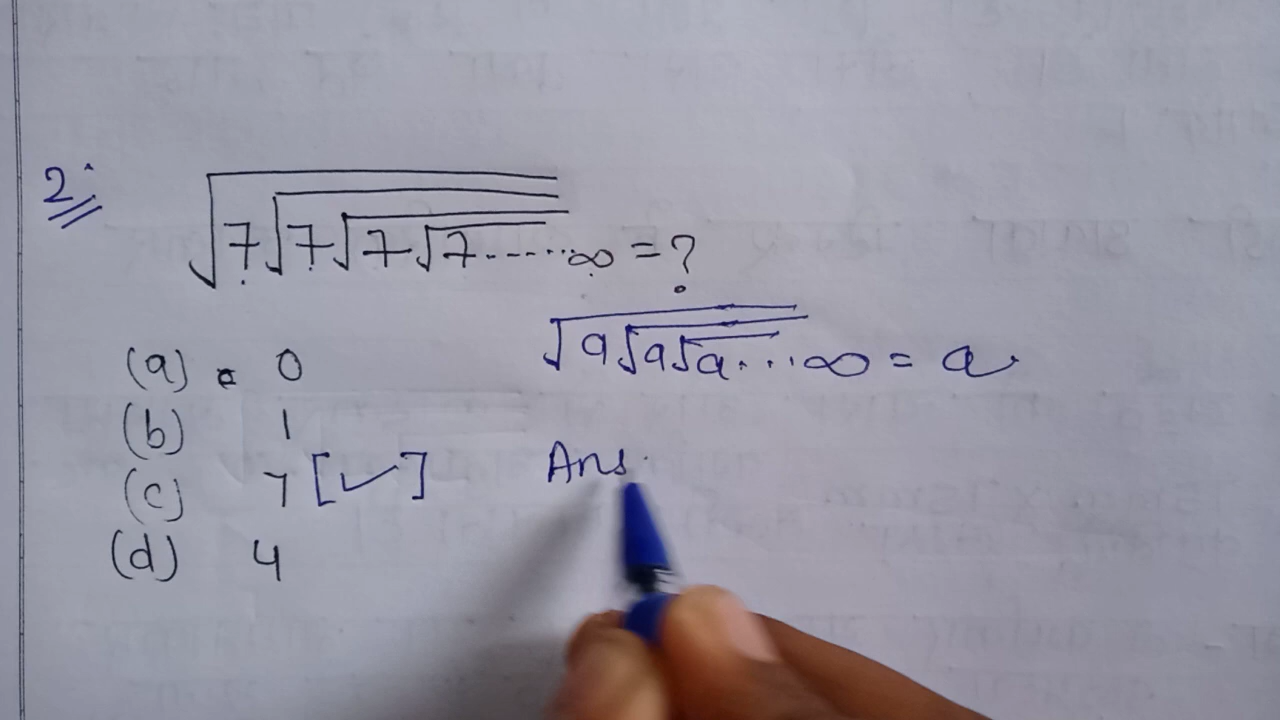 2.
√7√7√7√7......∞ = ?
√a√a√a...∞ = a
(a) 0
(b) 1
(c) 7 [✓]
(d) 4
Ans.